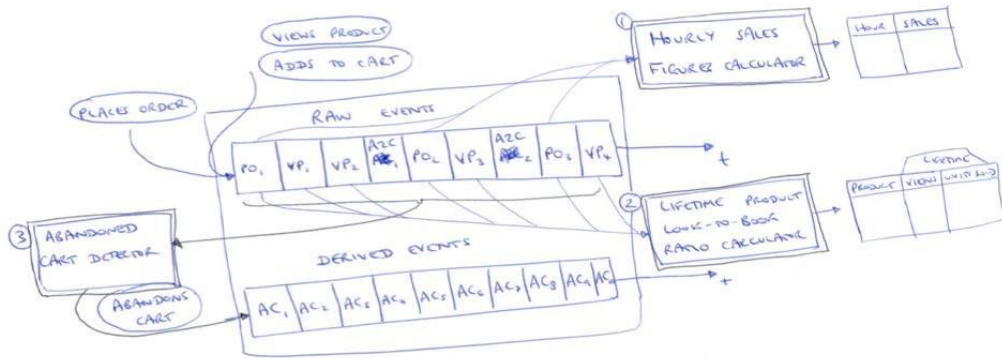 VIEWS PRODUCT
ADDS TO CART
PLACES ORDER
RAW EVENTS
PO1 VP1 VP2 A2C1 PO2 VP3 A2C2 PO3 VP4
t
1
HOURLY SALES
FIGURES CALCULATOR
HOUR SALES
2
LIFETIME PRODUCT
LOOK-TO-BOOK
RATIO CALCULATOR
LIFETIME
PRODUCT VIEWS UNITS SOLD
3
ABANDONED
CART DETECTOR
ABANDONS
CART
DERIVED EVENTS
AC1 AC2 AC3 AC4 AC5 AC6 AC7 AC8 AC9
t